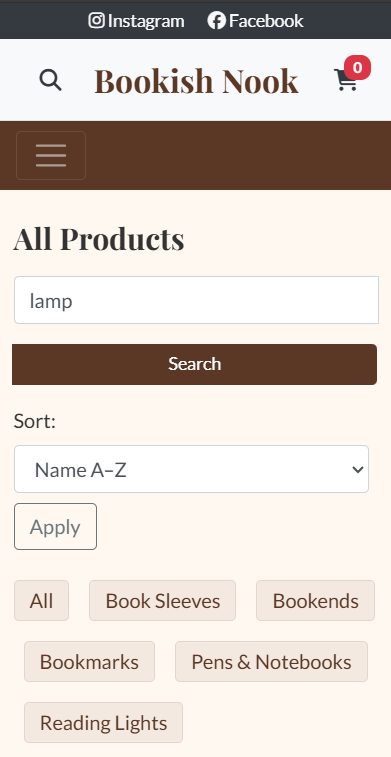 Instagram Facebook
Bookish Nook 0
All Products
lamp
Search
Sort:
Name A–Z
Apply
All Book Sleeves Bookends
Bookmarks Pens & Notebooks
Reading Lights